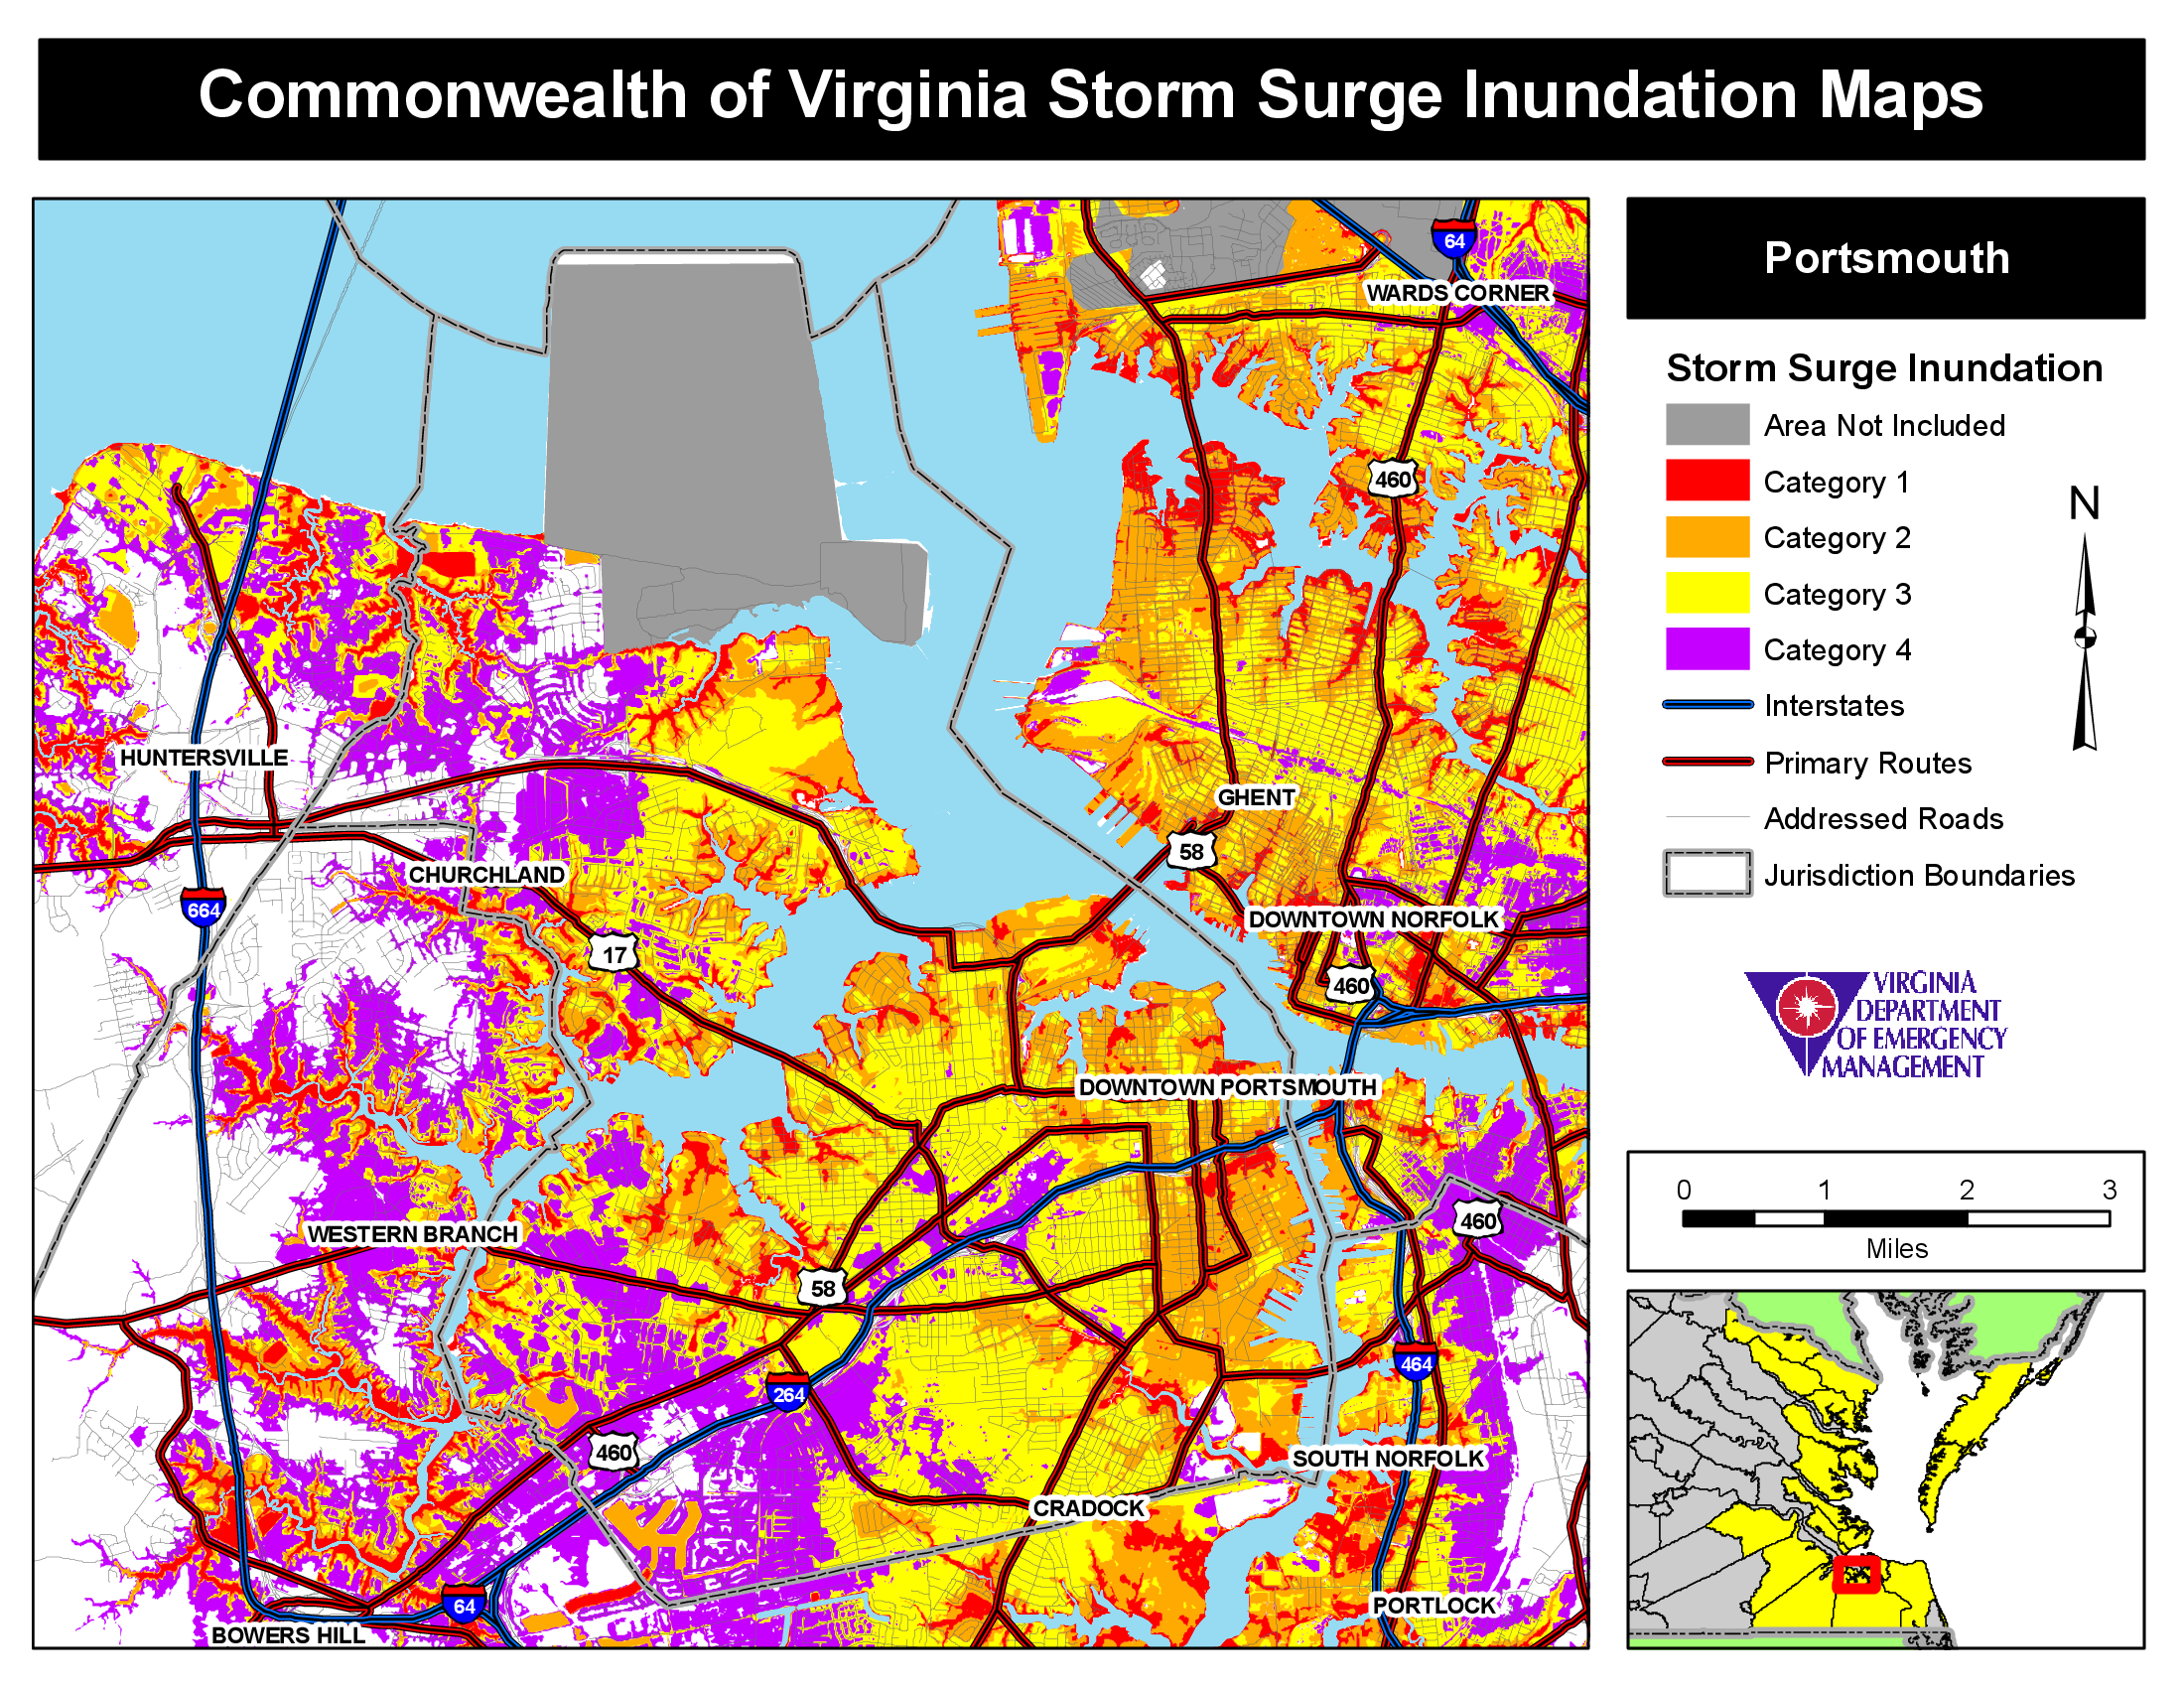 Commonwealth of Virginia Storm Surge Inundation Maps
Portsmouth
Storm Surge Inundation
Area Not Included
Category 1
Category 2
Category 3
Category 4
Interstates
Primary Routes
Addressed Roads
Jurisdiction Boundaries
N
VIRGINIA
DEPARTMENT
OF EMERGENCY
MANAGEMENT
0 1 2 3
Miles
64
WARDS CORNER
460
HUNTERSVILLE
GHENT
58
CHURCHLAND
664
DOWNTOWN NORFOLK
17
460
DOWNTOWN PORTSMOUTH
460
WESTERN BRANCH
58
464
264
460
SOUTH NORFOLK
CRADOCK
64
PORTLOCK
BOWERS HILL